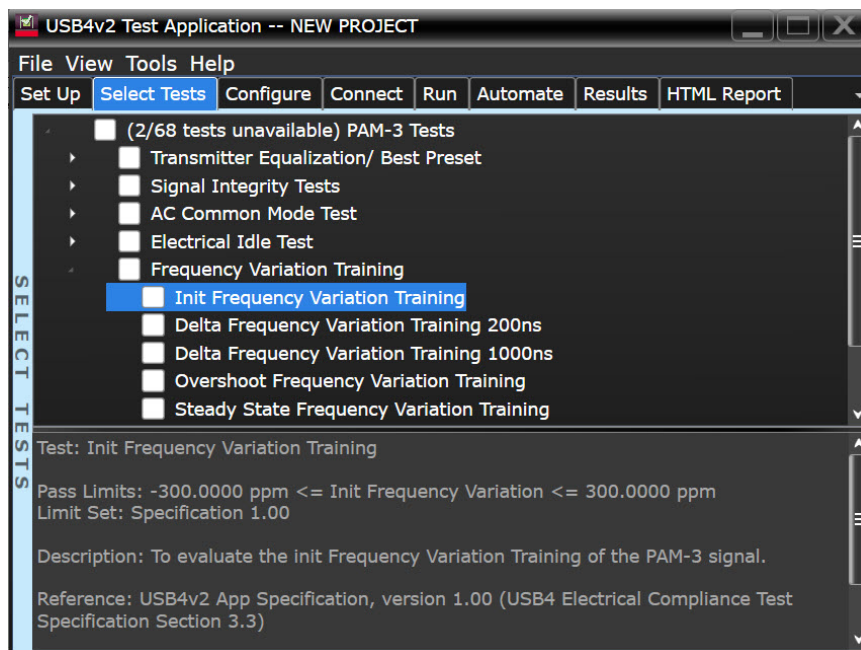 USB4v2 Test Application -- NEW PROJECT
File View Tools Help
Set Up Select Tests Configure Connect Run Automate Results HTML Report
SELECT TESTS
(2/68 tests unavailable) PAM-3 Tests
Transmitter Equalization/ Best Preset
Signal Integrity Tests
AC Common Mode Test
Electrical Idle Test
Frequency Variation Training
Init Frequency Variation Training
Delta Frequency Variation Training 200ns
Delta Frequency Variation Training 1000ns
Overshoot Frequency Variation Training
Steady State Frequency Variation Training
Test: Init Frequency Variation Training
Pass Limits: -300.0000 ppm <= Init Frequency Variation <= 300.0000 ppm
Limit Set: Specification 1.00
Description: To evaluate the init Frequency Variation Training of the PAM-3 signal.
Reference: USB4v2 App Specification, version 1.00 (USB4 Electrical Compliance Test
Specification Section 3.3)